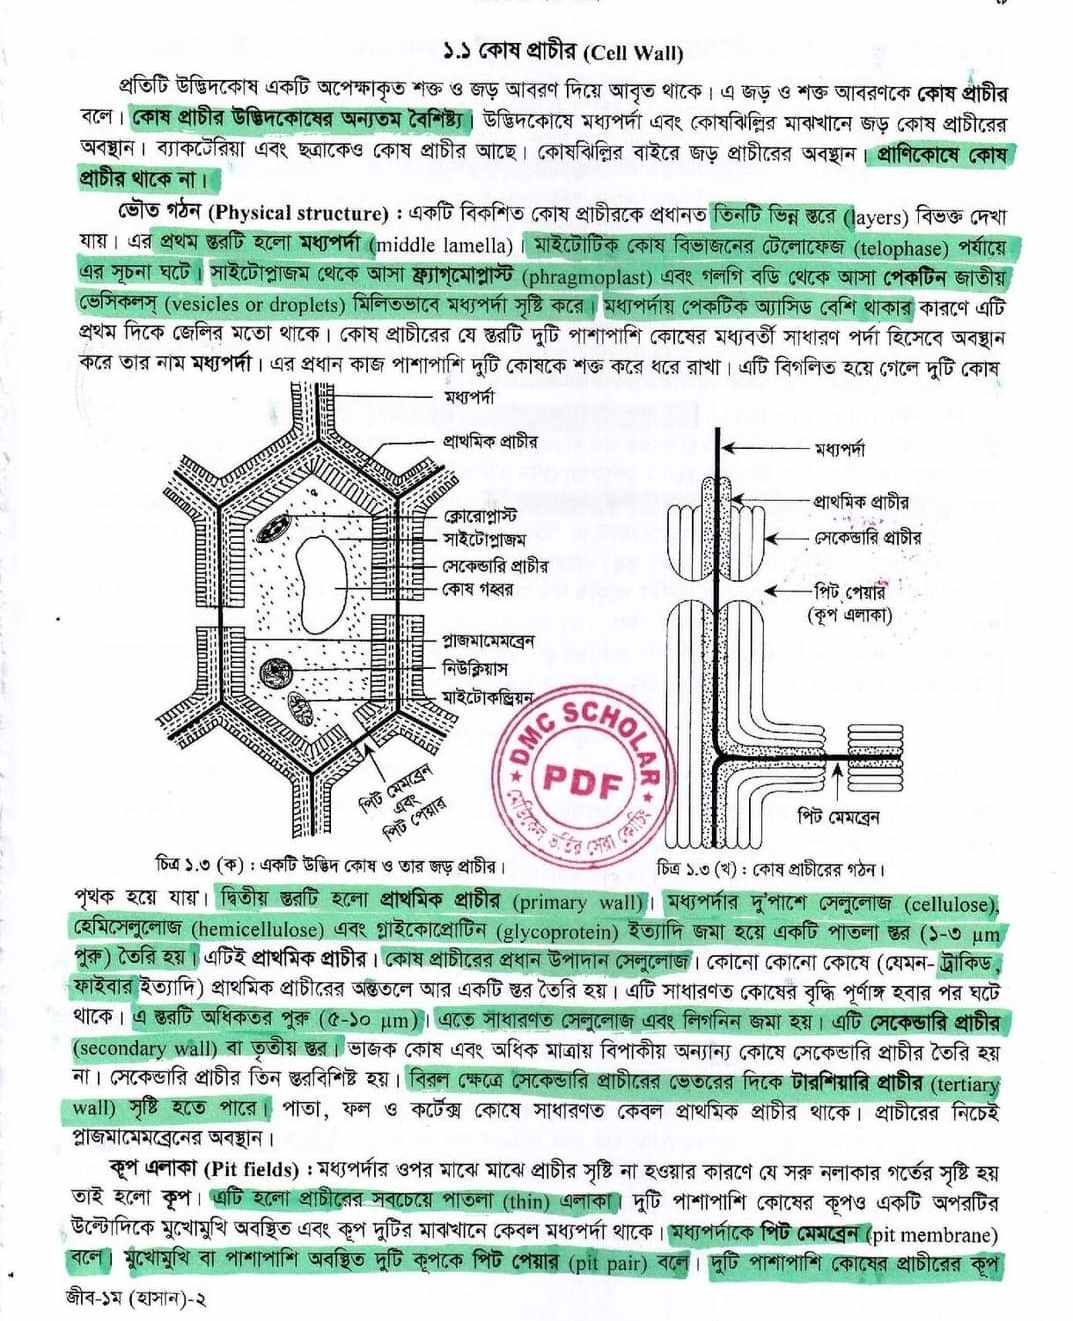 ১.১ কোষ প্রাচীর (Cell Wall)
প্রতিটি উদ্ভিদকোষ একটি অপেক্ষাকৃত শক্ত ও জড় আবরণ দিয়ে আবৃত থাকে। এ জড় ও শক্ত আবরণকে কোষ প্রাচীর
বলে। কোষ প্রাচীর উদ্ভিদকোষের অন্যতম বৈশিষ্ট্য। উদ্ভিদকোষে মধ্যপর্দা এবং কোষঝিল্লির মাঝখানে জড় কোষ প্রাচীরের
অবস্থান। ব্যাকটেরিয়া এবং ছত্রাকেও কোষ প্রাচীর আছে। কোষঝিল্লির বাইরে জড় প্রাচীরের অবস্থান। প্রাণিকোষে কোষ
প্রাচীর থাকে না।
ভৌত গঠন (Physical structure) : একটি বিকশিত কোষ প্রাচীরকে প্রধানত তিনটি ভিন্ন স্তরে (layers) বিভক্ত দেখা
যায়। এর প্রথম স্তরটি হলো মধ্যপর্দা (middle lamella)। মাইটোটিক কোষ বিভাজনের টেলোফেজ (telophase) পর্যায়ে
এর সূচনা ঘটে। সাইটোপ্লাজম থেকে আসা ফ্র্যাগ্‌মোপ্লাস্ট (phragmoplast) এবং গলগি বডি থেকে আসা পেকটিন জাতীয়
ভেসিকলস্ (vesicles or droplets) মিলিতভাবে মধ্যপর্দা সৃষ্টি করে। মধ্যপর্দায় পেকটিক অ্যাসিড বেশি থাকার কারণে এটি
প্রথম দিকে জেলির মতো থাকে। কোষ প্রাচীরের যে স্তরটি দুটি পাশাপাশি কোষের মধ্যবর্তী সাধারণ পর্দা হিসেবে অবস্থান
করে তার নাম মধ্যপর্দা। এর প্রধান কাজ পাশাপাশি দুটি কোষকে শক্ত করে ধরে রাখা। এটি বিগলিত হয়ে গেলে দুটি কোষ
মধ্যপর্দা
প্রাথমিক প্রাচীর
ক্লোরোপ্লাস্ট
সাইটোপ্লাজম
সেকেন্ডারি প্রাচীর
কোষ গহ্বর
প্লাজমামেমব্রেন
নিউক্লিয়াস
মাইটোকন্ড্রিয়ন
পিট মেমব্রেন
এবং
পিট পেয়ার
মধ্যপর্দা
প্রাথমিক প্রাচীর
সেকেন্ডারি প্রাচীর
পিট পেয়ার
(কূপ এলাকা)
পিট মেমব্রেন
DMC SCHOLAR
PDF
মেডিকেল ভর্তির সেরা কোচিং
চিত্র ১.৩ (ক) : একটি উদ্ভিদ কোষ ও তার জড় প্রাচীর।
চিত্র ১.৩ (খ) : কোষ প্রাচীরের গঠন।
পৃথক হয়ে যায়। দ্বিতীয় স্তরটি হলো প্রাথমিক প্রাচীর (primary wall)। মধ্যপর্দার দু'পাশে সেলুলোজ (cellulose),
হেমিসেলুলোজ (hemicellulose) এবং গ্লাইকোপ্রোটিন (glycoprotein) ইত্যাদি জমা হয়ে একটি পাতলা স্তর (১-৩ µm
পুরু) তৈরি হয়। এটিই প্রাথমিক প্রাচীর। কোষ প্রাচীরের প্রধান উপাদান সেলুলোজ। কোনো কোনো কোষে (যেমন- ট্রাকিড,
ফাইবার ইত্যাদি) প্রাথমিক প্রাচীরের অন্ততলে আর একটি স্তর তৈরি হয়। এটি সাধারণত কোষের বৃদ্ধি পূর্ণাঙ্গ হবার পর ঘটে
থাকে। এ স্তরটি অধিকতর পুরু (৫-১০ µm)। এতে সাধারণত সেলুলোজ এবং লিগনিন জমা হয়। এটি সেকেন্ডারি প্রাচীর
(secondary wall) বা তৃতীয় স্তর। ভাজক কোষ এবং অধিক মাত্রায় বিপাকীয় অন্যান্য কোষে সেকেন্ডারি প্রাচীর তৈরি হয়
না। সেকেন্ডারি প্রাচীর তিন স্তরবিশিষ্ট হয়। বিরল ক্ষেত্রে সেকেন্ডারি প্রাচীরের ভেতরের দিকে টারশিয়ারি প্রাচীর (tertiary
wall) সৃষ্টি হতে পারে। পাতা, ফল ও কর্টেক্স কোষে সাধারণত কেবল প্রাথমিক প্রাচীর থাকে। প্রাচীরের নিচেই
প্লাজমামেমব্রেনের অবস্থান।
কূপ এলাকা (Pit fields) : মধ্যপর্দার ওপর মাঝে মাঝে প্রাচীর সৃষ্টি না হওয়ার কারণে যে সরু নলাকার গর্তের সৃষ্টি হয়
তাই হলো কূপ। এটি হলো প্রাচীরের সবচেয়ে পাতলা (thin) এলাকা। দুটি পাশাপাশি কোষের কূপও একটি অপরটির
উল্টোদিকে মুখোমুখি অবস্থিত এবং কূপ দুটির মাঝখানে কেবল মধ্যপর্দা থাকে। মধ্যপর্দাকে পিট মেমব্রেন (pit membrane)
বলে। মুখোমুখি বা পাশাপাশি অবস্থিত দুটি কূপকে পিট পেয়ার (pit pair) বলে। দুটি পাশাপাশি কোষের প্রাচীরের কূপ
জীব-১ম (হাসান)-২